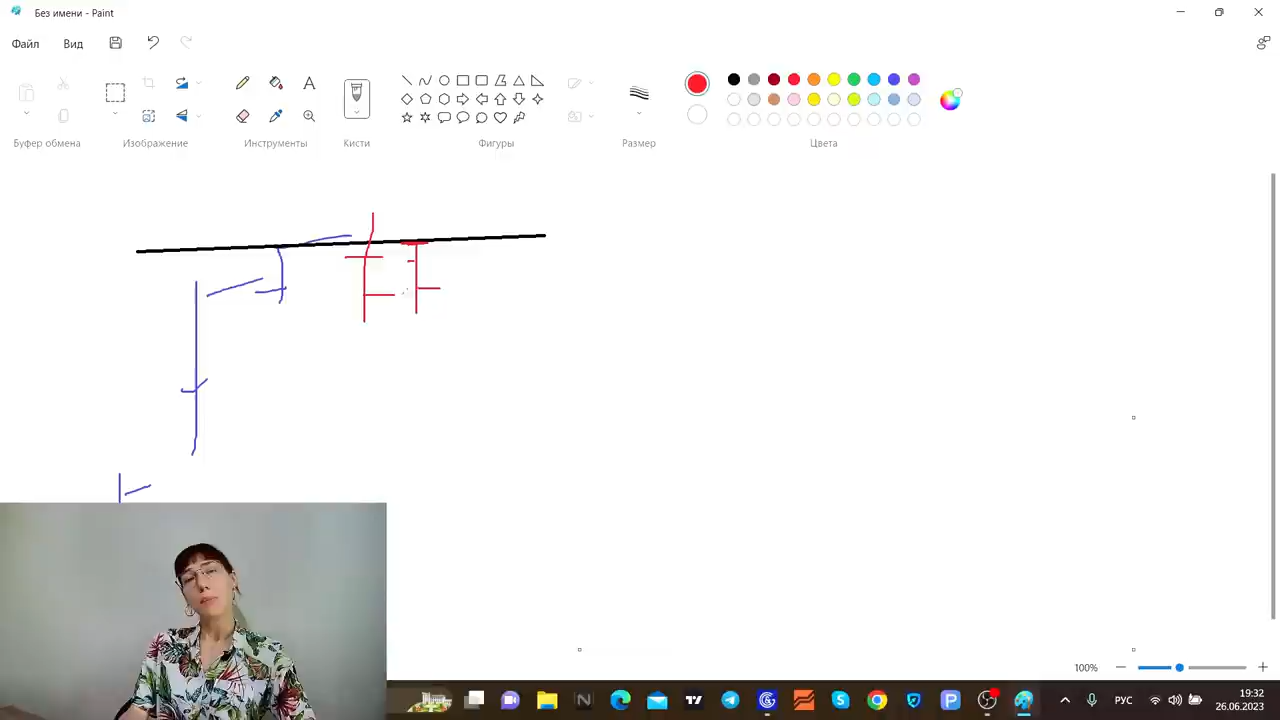 Без имени - Paint
Файл
Вид
Буфер обмена
Изображение
Инструменты
Кисти
Фигуры
Размер
Цвета
100%
РУС
19:32
26.06.2023